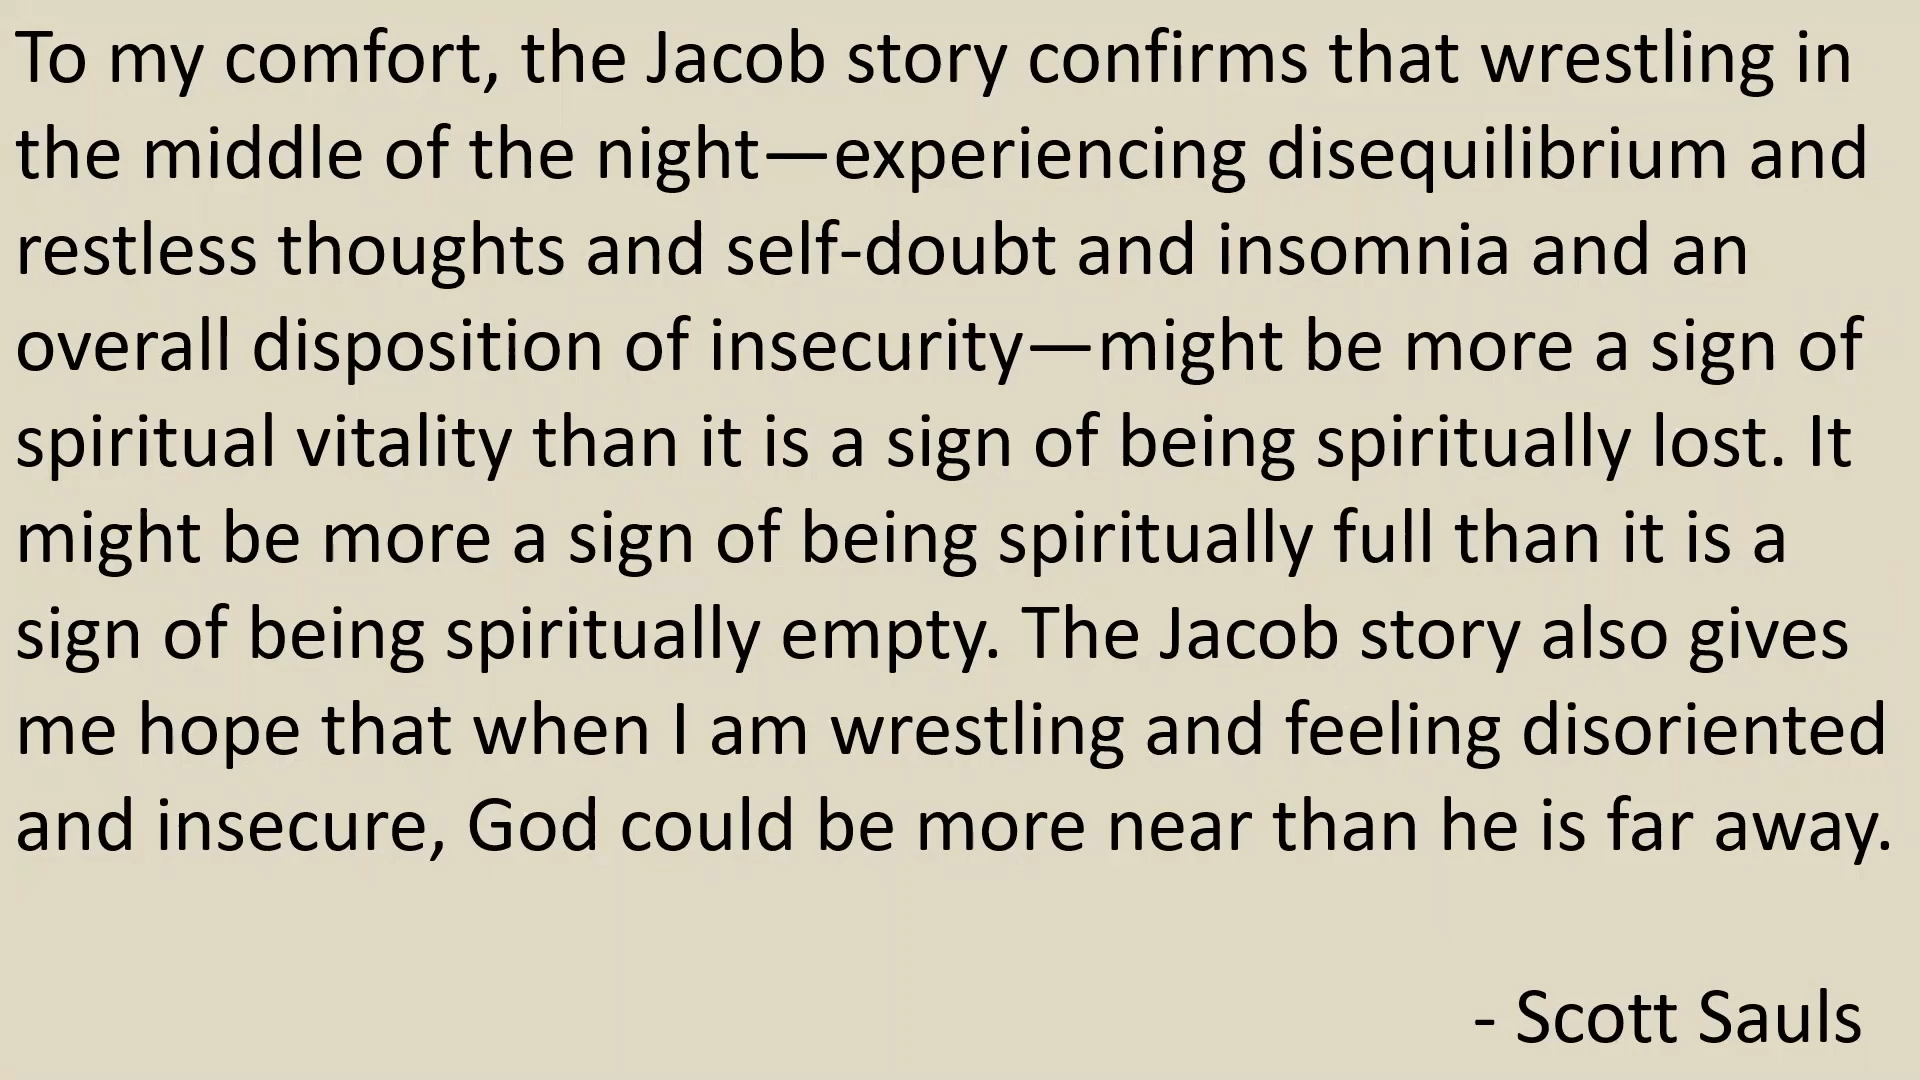 To my comfort, the Jacob story confirms that wrestling in
the middle of the night—experiencing disequilibrium and
restless thoughts and self-doubt and insomnia and an
overall disposition of insecurity—might be more a sign of
spiritual vitality than it is a sign of being spiritually lost. It
might be more a sign of being spiritually full than it is a
sign of being spiritually empty. The Jacob story also gives
me hope that when I am wrestling and feeling disoriented
and insecure, God could be more near than he is far away.
- Scott Sauls